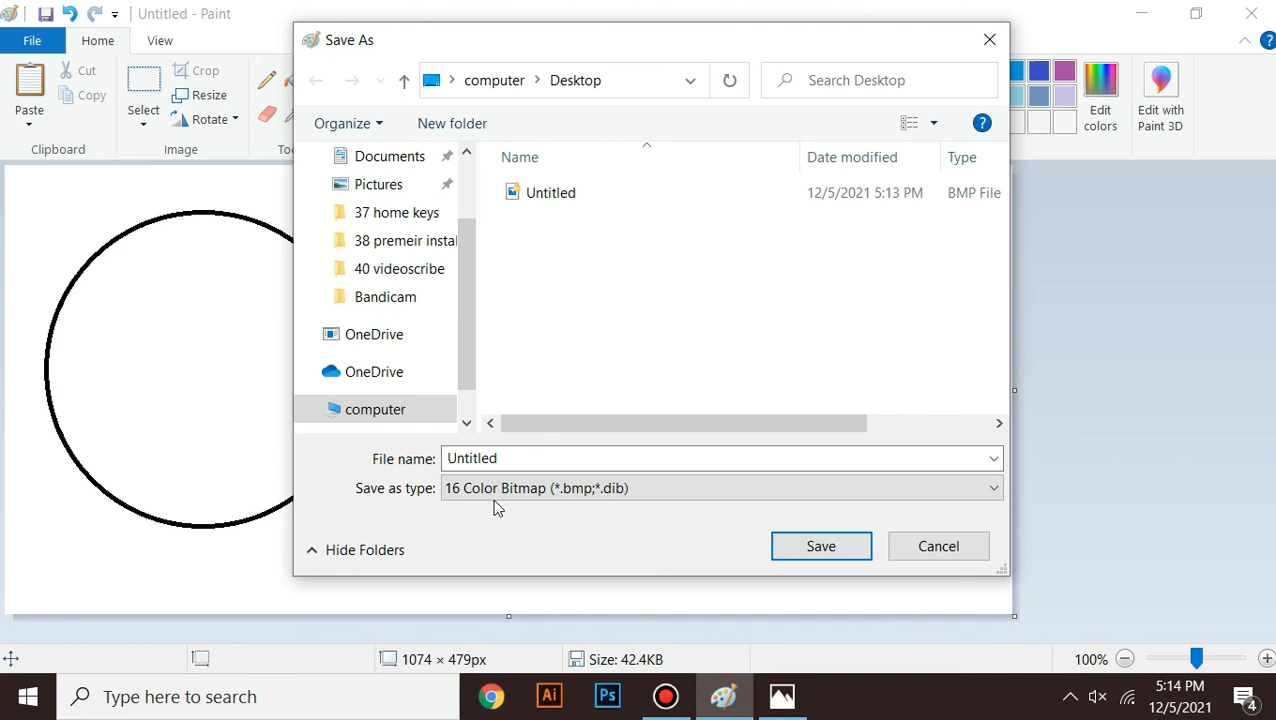 Untitled - Paint
File Home View
Paste
Cut
Copy
Clipboard
Select
Crop
Resize
Rotate
Image
Edit colors
Edit with Paint 3D
Save As
computer Desktop
Search Desktop
Organize New folder
Documents
Pictures
37 home keys
38 premeir instal
40 videoscribe
Bandicam
OneDrive
OneDrive
computer
Name Date modified Type
Untitled 12/5/2021 5:13 PM BMP File
File name: Untitled
Save as type: 16 Color Bitmap (*.bmp;*.dib)
Hide Folders Save Cancel
1074 × 479px Size: 42.4KB 100%
Type here to search
Ai Ps
5:14 PM
12/5/2021
4